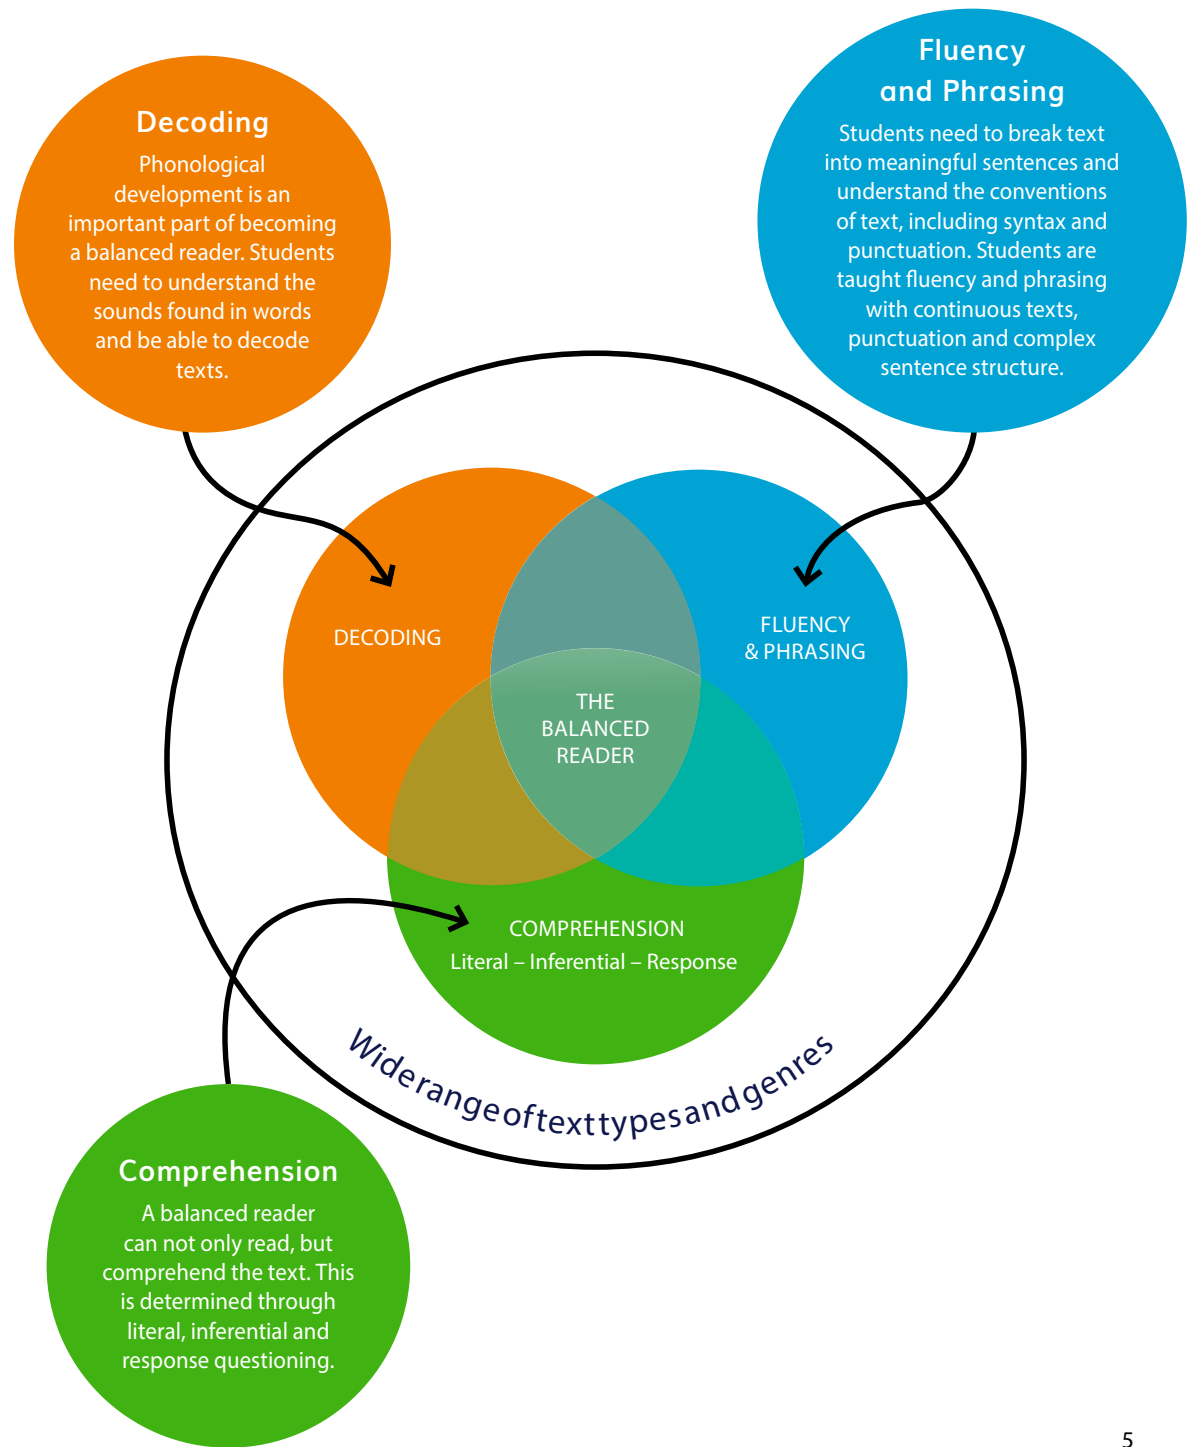 Decoding
Phonological
development is an
important part of becoming
a balanced reader. Students
need to understand the
sounds found in words
and be able to decode
texts.
Fluency
and Phrasing
Students need to break text
into meaningful sentences and
understand the conventions
of text, including syntax and
punctuation. Students are
taught fluency and phrasing
with continuous texts,
punctuation and complex
sentence structure.
DECODING
FLUENCY
& PHRASING
THE
BALANCED
READER
COMPREHENSION
Literal – Inferential – Response
Wide range of text types and genres
Comprehension
A balanced reader
can not only read, but
comprehend the text. This
is determined through
literal, inferential and
response questioning.
5